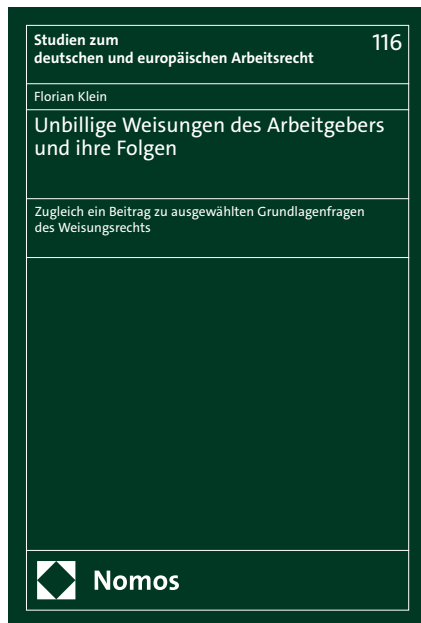 Studien zum
deutschen und europäischen Arbeitsrecht
116
Florian Klein
Unbillige Weisungen des Arbeitgebers
und ihre Folgen
Zugleich ein Beitrag zu ausgewählten Grundlagenfragen
des Weisungsrechts
Nomos